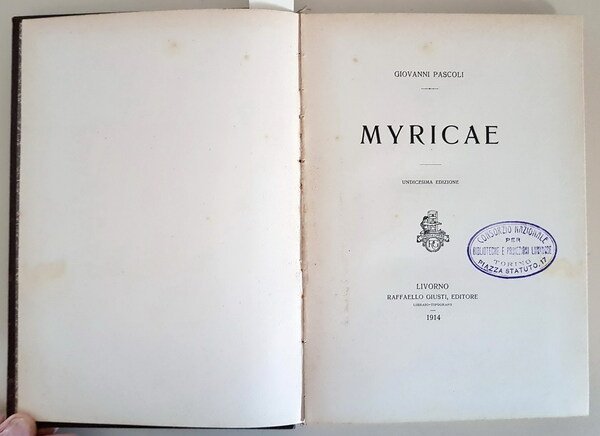 GIOVANNI PASCOLI
MYRICAE
UNDICESIMA EDIZIONE
CONSORZIO NAZIONALE
PER
BIBLIOTECHE E PROIEZIONI LUMINOSE
TORINO
PIAZZA STATUTO, 17
LIVORNO
RAFFAELLO GIUSTI, EDITORE
LIBRAIO-TIPOGRAFO
1914